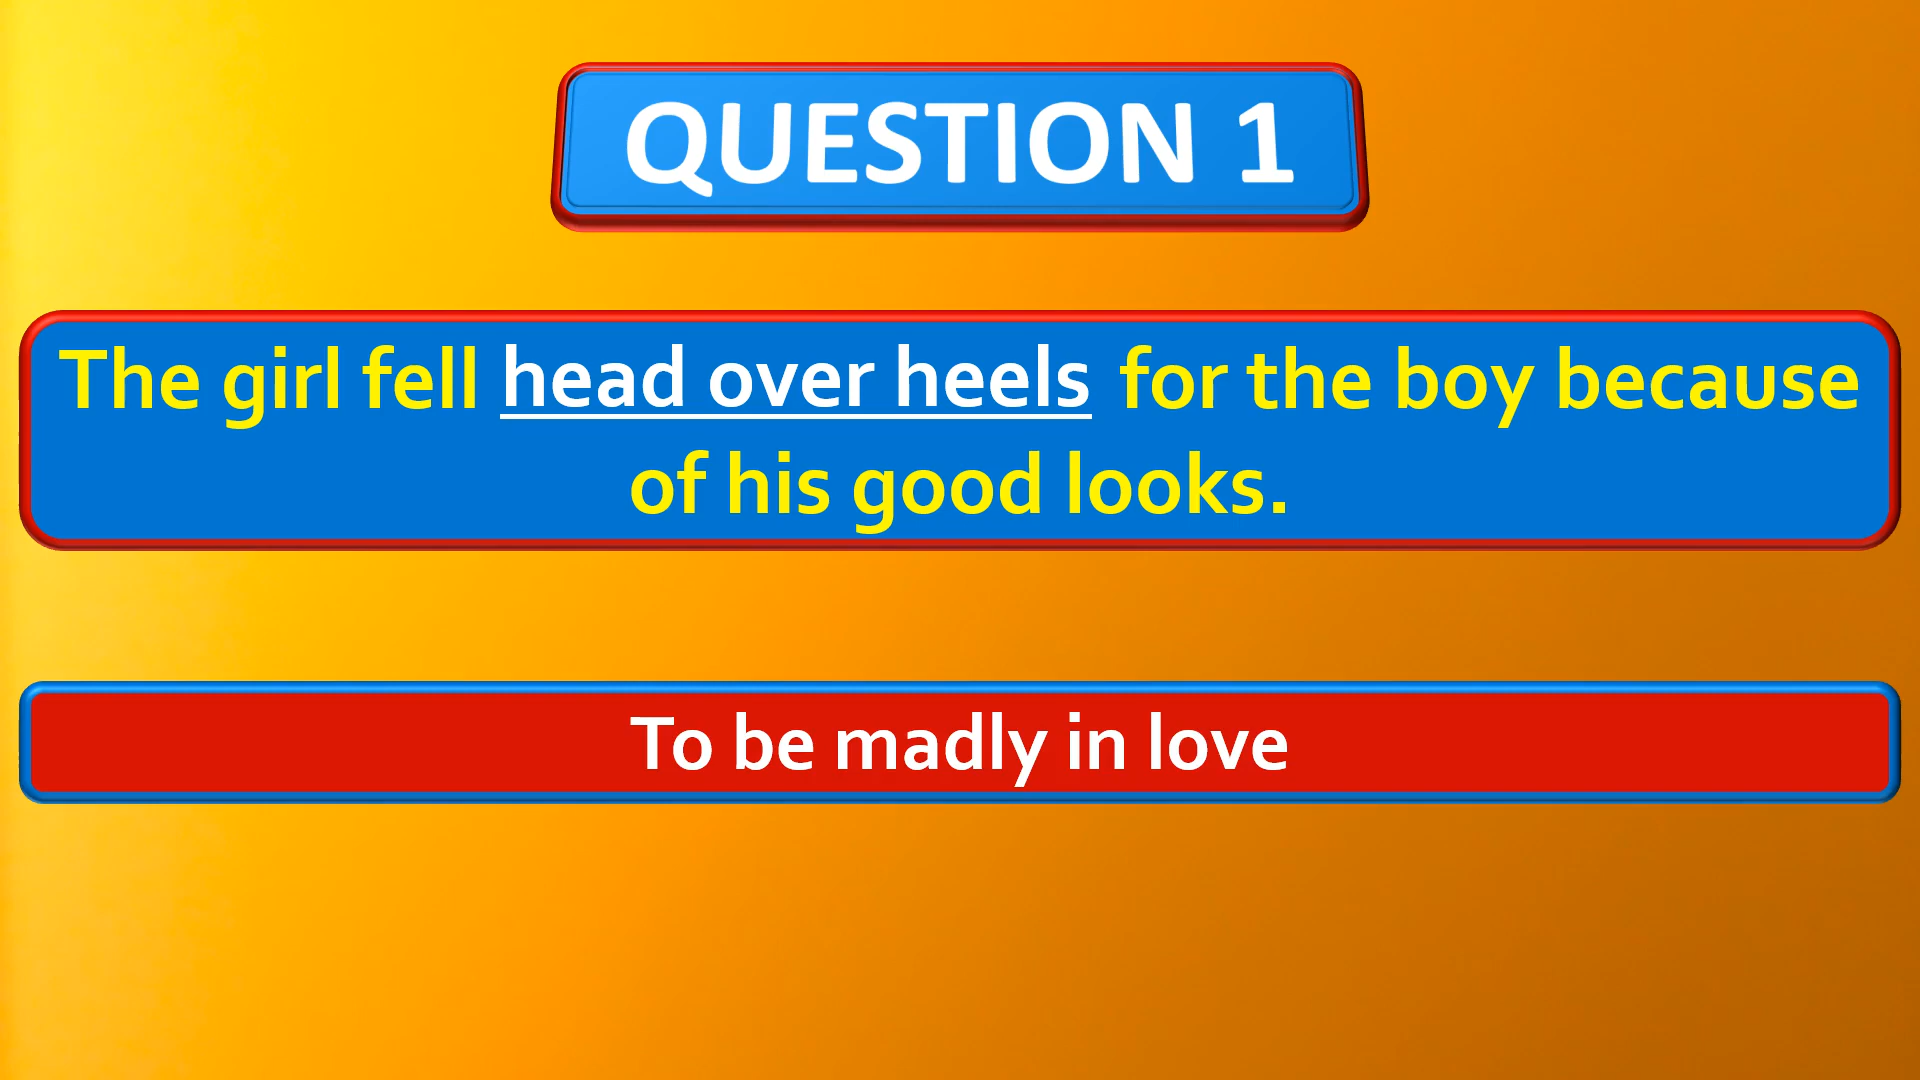 QUESTION 1
The girl fell head over heels for the boy because
of his good looks.
To be madly in love